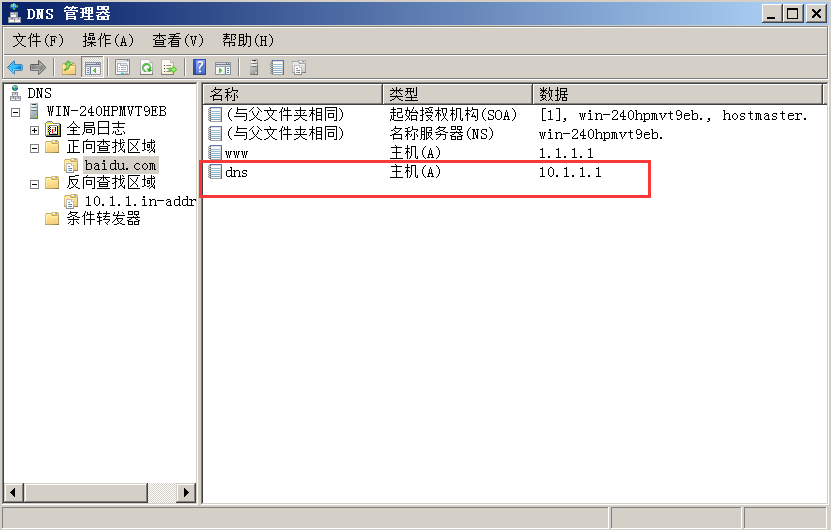 DNS 管理器
文件(F) 操作(A) 查看(V) 帮助(H)
DNS
WIN-240HPMVT9EB
全局日志
正向查找区域
baidu.com
反向查找区域
10.1.1.in-addr
条件转发器
名称 类型 数据
(与父文件夹相同) 起始授权机构(SOA) [1], win-240hpmvt9eb., hostmaster.
(与父文件夹相同) 名称服务器(NS) win-240hpmvt9eb.
www 主机(A) 1.1.1.1
dns 主机(A) 10.1.1.1